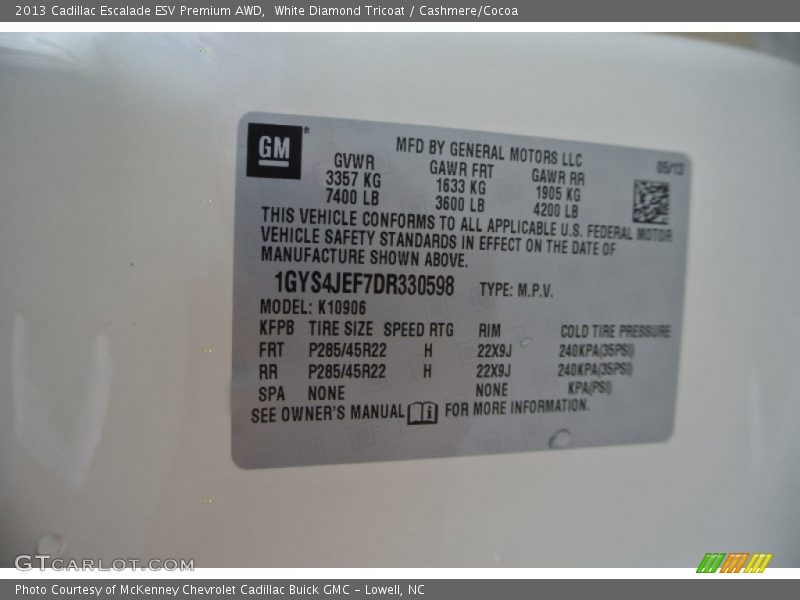 2013 Cadillac Escalade ESV Premium AWD, White Diamond Tricoat / Cashmere/Cocoa
GM
MFD BY GENERAL MOTORS LLC
05/13
GVWR GAWR FRT GAWR RR
3357 KG 1633 KG 1905 KG
7400 LB 3600 LB 4200 LB
THIS VEHICLE CONFORMS TO ALL APPLICABLE U.S. FEDERAL MOTOR
VEHICLE SAFETY STANDARDS IN EFFECT ON THE DATE OF
MANUFACTURE SHOWN ABOVE.
1GYS4JEF7DR330598 TYPE: M.P.V.
MODEL: K10906
KFPB TIRE SIZE SPEED RTG RIM COLD TIRE PRESSURE
FRT P285/45R22 H 22X9J 240KPA(35PSI)
RR P285/45R22 H 22X9J 240KPA(35PSI)
SPA NONE NONE KPA(PSI)
SEE OWNER'S MANUAL FOR MORE INFORMATION.
GTCARLOT.COM
Photo Courtesy of McKenney Chevrolet Cadillac Buick GMC – Lowell, NC